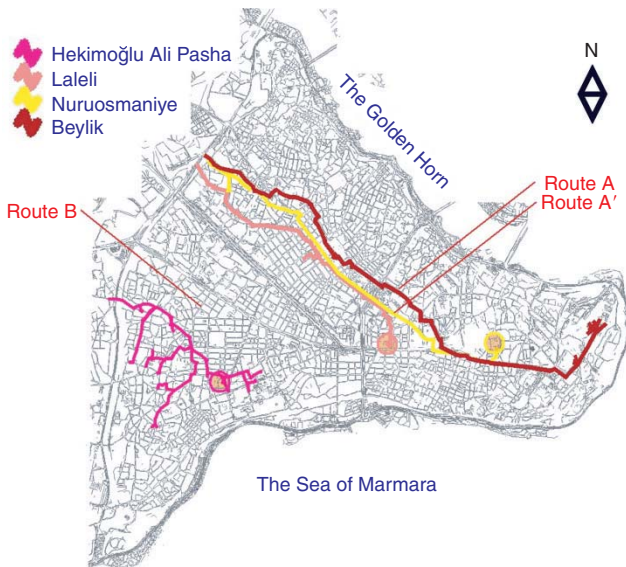 Hekimoğlu Ali Pasha
Laleli
Nuruosmaniye
Beylik
N
The Golden Horn
Route A
Route A′
Route B
The Sea of Marmara